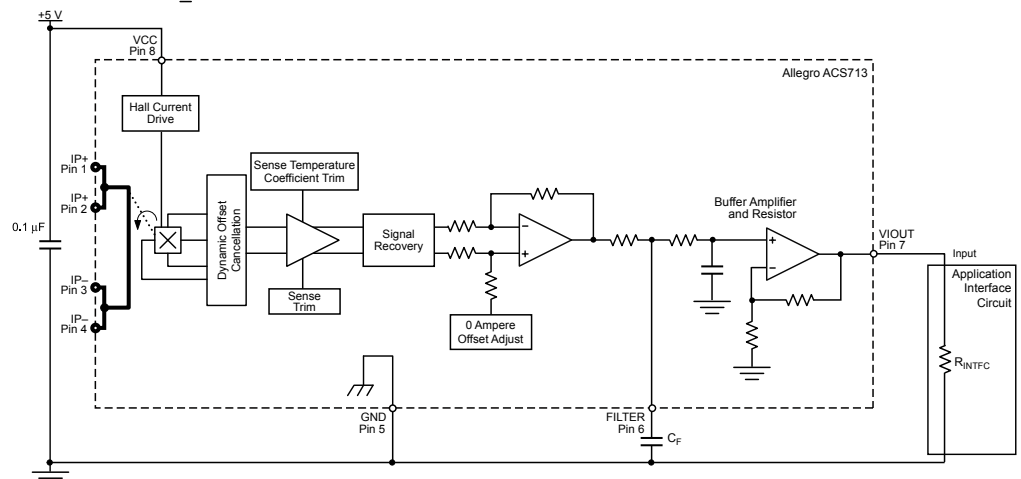 +5 V
VCC
Pin 8
Allegro ACS713
Hall Current
Drive
IP+
Pin 1
IP+
Pin 2
IP–
Pin 3
IP–
Pin 4
0.1 μF
Dynamic Offset
Cancellation
Sense Temperature
Coefficient Trim
Sense
Trim
Signal
Recovery
0 Ampere
Offset Adjust
Buffer Amplifier
and Resistor
VIOUT
Pin 7
Input
Application
Interface
Circuit
RINTFC
GND
Pin 5
FILTER
Pin 6
CF